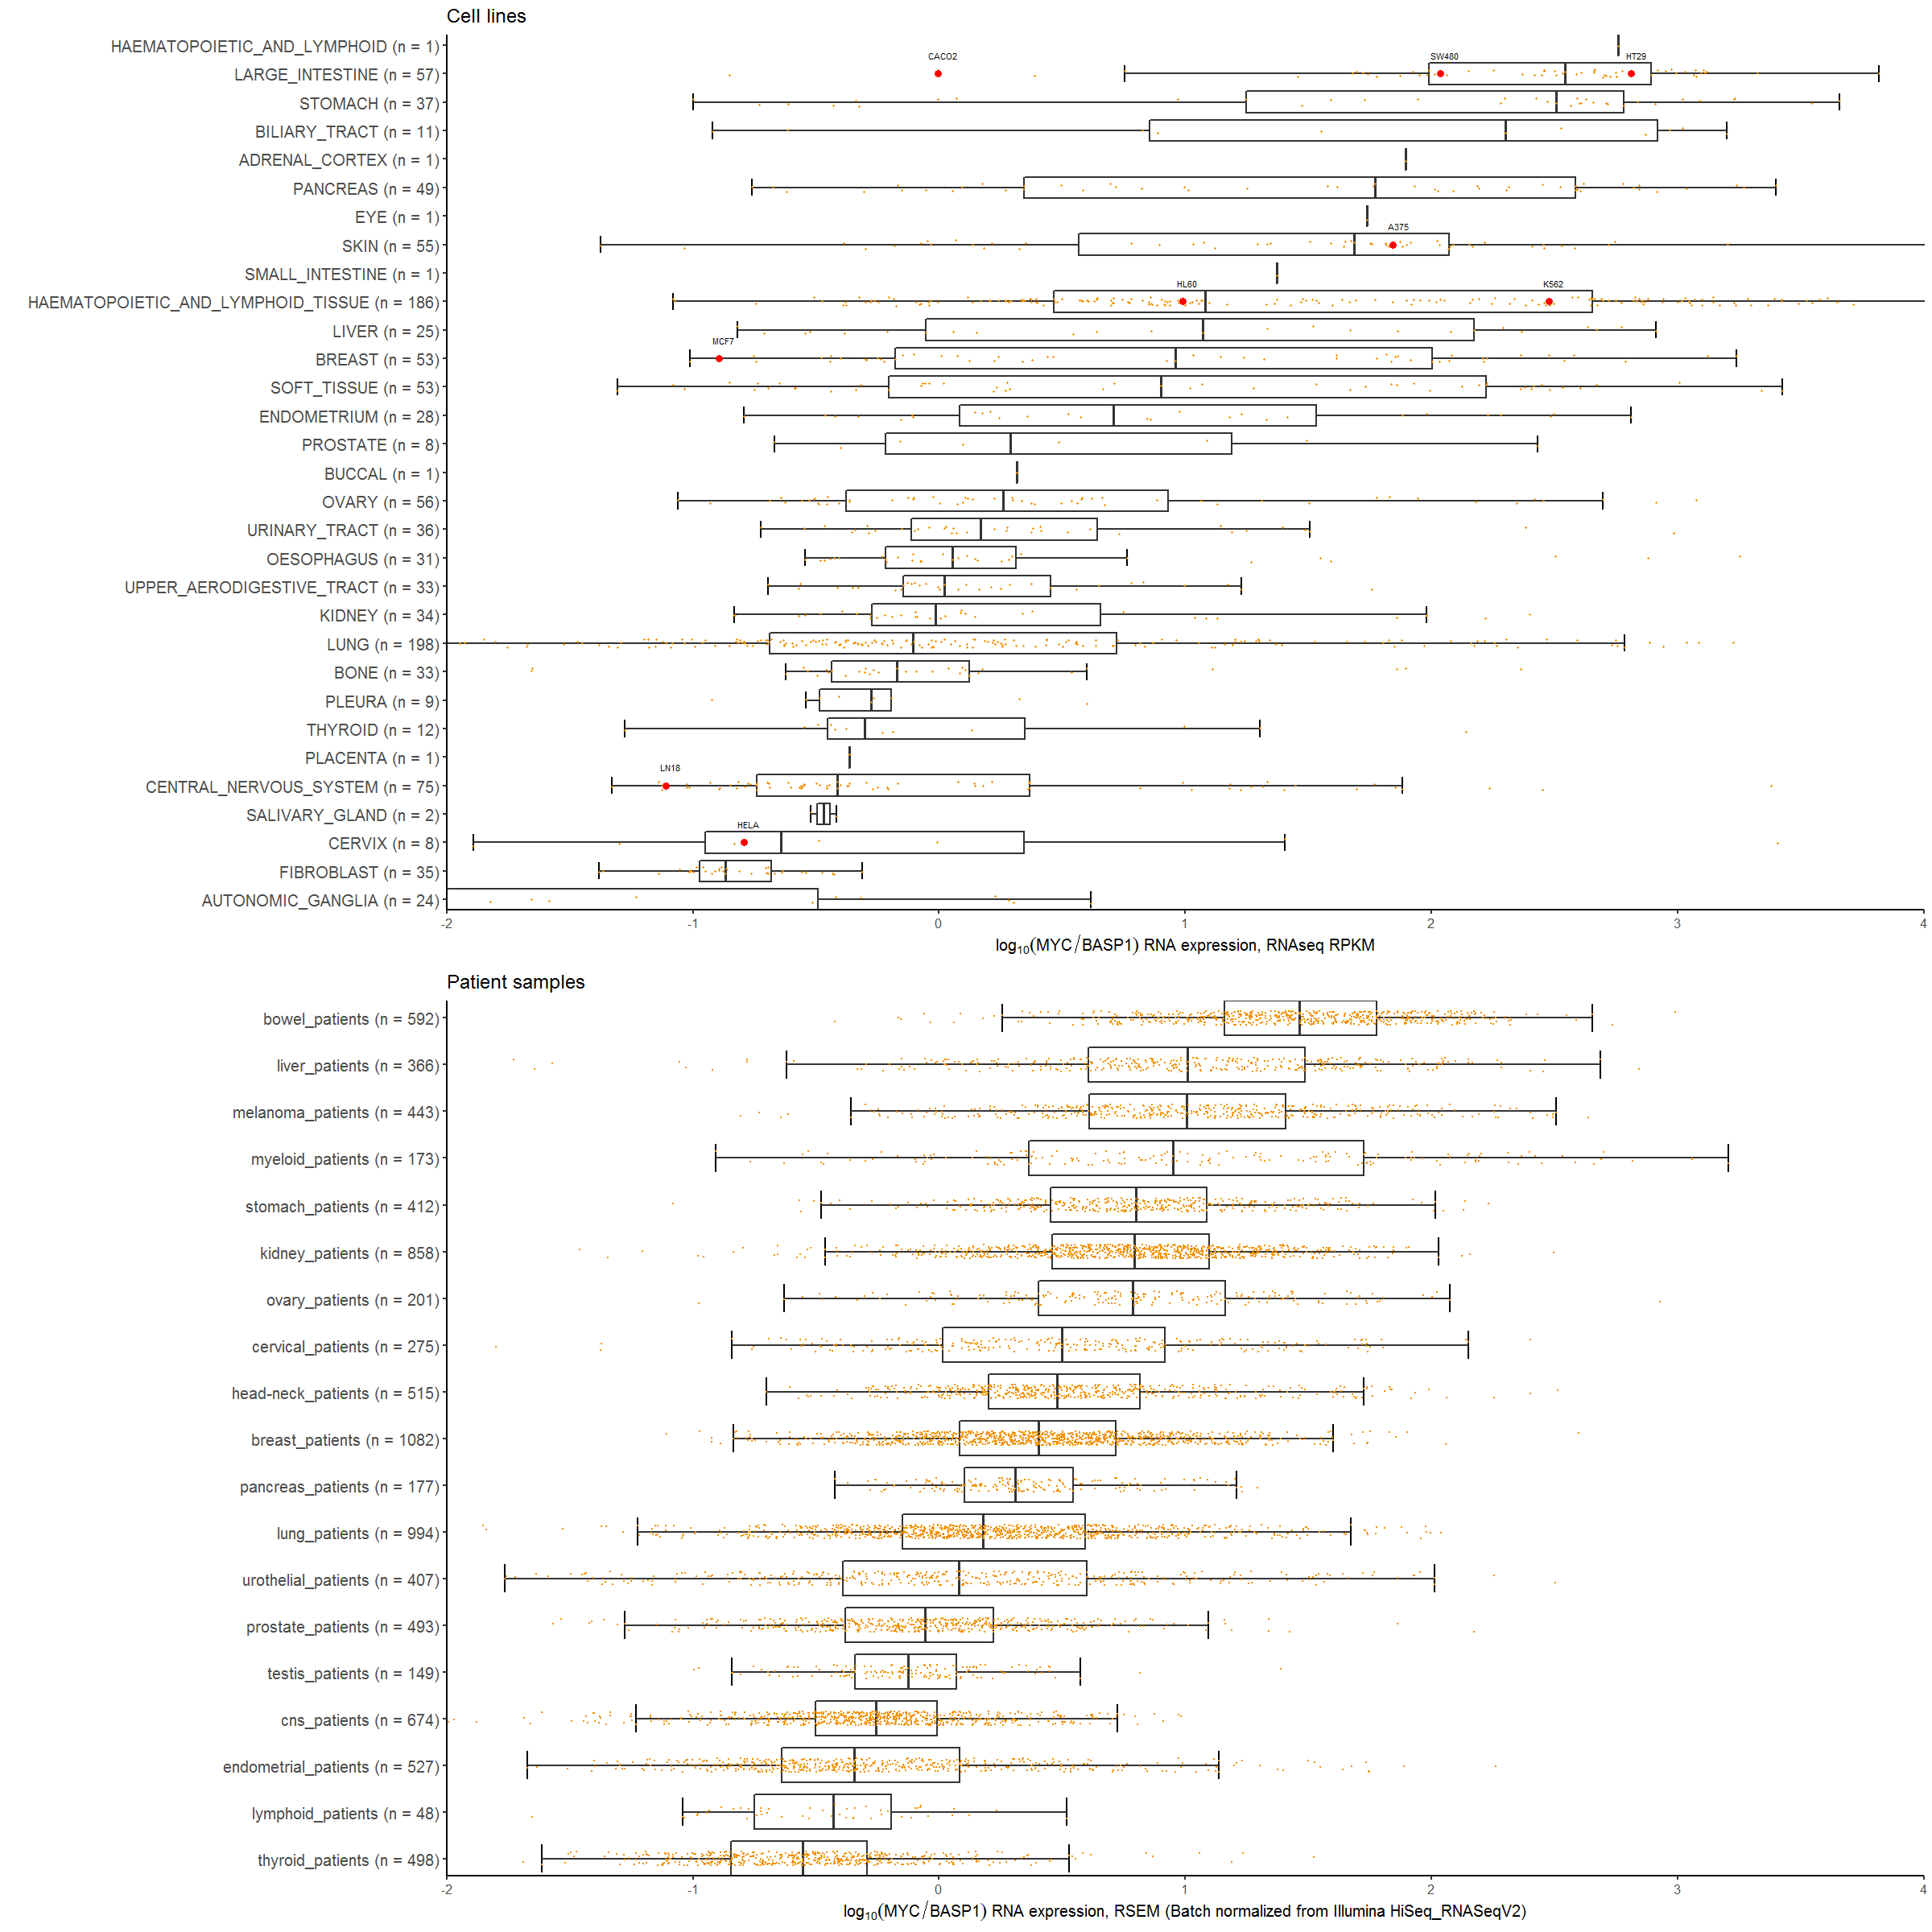 Cell lines
HAEMATOPOIETIC_AND_LYMPHOID (n = 1)
CACO2 SW480 HT29
LARGE_INTESTINE (n = 57)
STOMACH (n = 37)
BILIARY_TRACT (n = 11)
ADRENAL_CORTEX (n = 1)
PANCREAS (n = 49)
EYE (n = 1)
A375
SKIN (n = 55)
SMALL_INTESTINE (n = 1)
HL60 K562
HAEMATOPOIETIC_AND_LYMPHOID_TISSUE (n = 186)
LIVER (n = 25)
MCF7
BREAST (n = 53)
SOFT_TISSUE (n = 53)
ENDOMETRIUM (n = 28)
PROSTATE (n = 8)
BUCCAL (n = 1)
OVARY (n = 56)
URINARY_TRACT (n = 36)
OESOPHAGUS (n = 31)
UPPER_AERODIGESTIVE_TRACT (n = 33)
KIDNEY (n = 34)
LUNG (n = 198)
BONE (n = 33)
PLEURA (n = 9)
THYROID (n = 12)
PLACENTA (n = 1)
LN18
CENTRAL_NERVOUS_SYSTEM (n = 75)
SALIVARY_GLAND (n = 2)
HELA
CERVIX (n = 8)
FIBROBLAST (n = 35)
AUTONOMIC_GANGLIA (n = 24)
-2 -1 0 1 2 3 4
log10(MYC/BASP1) RNA expression, RNAseq RPKM
Patient samples
bowel_patients (n = 592)
liver_patients (n = 366)
melanoma_patients (n = 443)
myeloid_patients (n = 173)
stomach_patients (n = 412)
kidney_patients (n = 858)
ovary_patients (n = 201)
cervical_patients (n = 275)
head-neck_patients (n = 515)
breast_patients (n = 1082)
pancreas_patients (n = 177)
lung_patients (n = 994)
urothelial_patients (n = 407)
prostate_patients (n = 493)
testis_patients (n = 149)
cns_patients (n = 674)
endometrial_patients (n = 527)
lymphoid_patients (n = 48)
thyroid_patients (n = 498)
-2 -1 0 1 2 3 4
log10(MYC/BASP1) RNA expression, RSEM (Batch normalized from Illumina HiSeq_RNASeqV2)